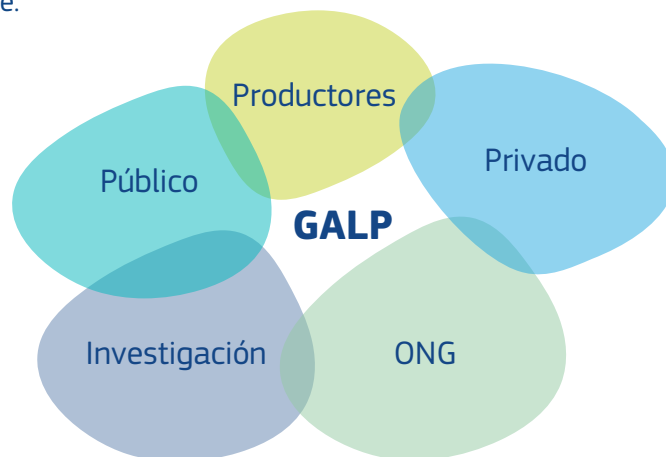 e.
Productores
Privado
Público
GALP
Investigación
ONG